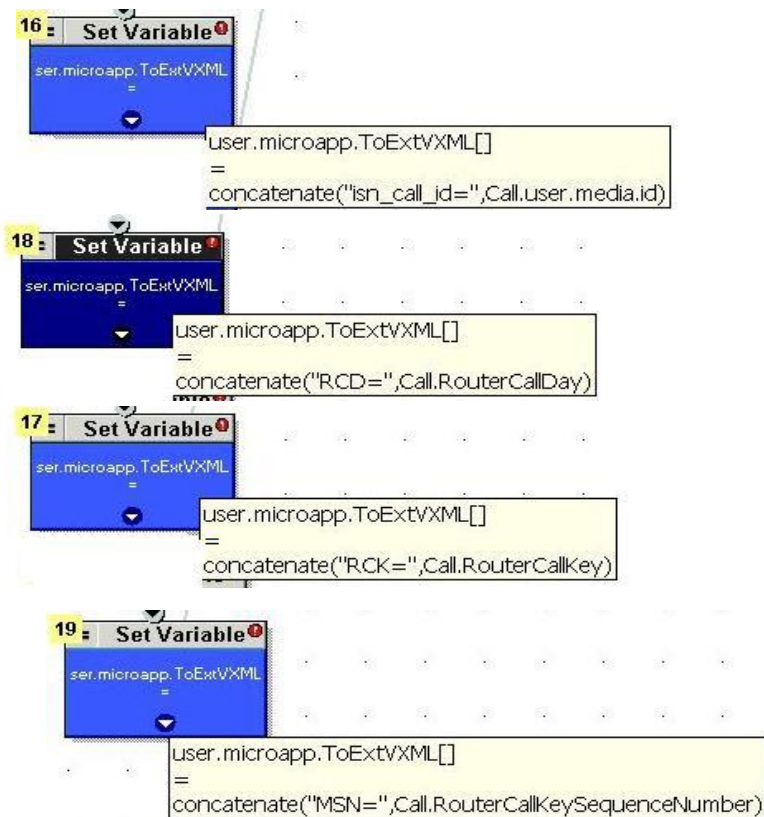 16 = Set Variable
ser.microapp.ToExtVXML
=
user.microapp.ToExtVXML[]
=
concatenate("isn_call_id=",Call.user.media.id)
18 = Set Variable
ser.microapp.ToExtVXML
=
user.microapp.ToExtVXML[]
=
concatenate("RCD=",Call.RouterCallDay)
17 = Set Variable
ser.microapp.ToExtVXML
=
user.microapp.ToExtVXML[]
=
concatenate("RCK=",Call.RouterCallKey)
19 = Set Variable
ser.microapp.ToExtVXML
=
user.microapp.ToExtVXML[]
=
concatenate("MSN=",Call.RouterCallKeySequenceNumber)